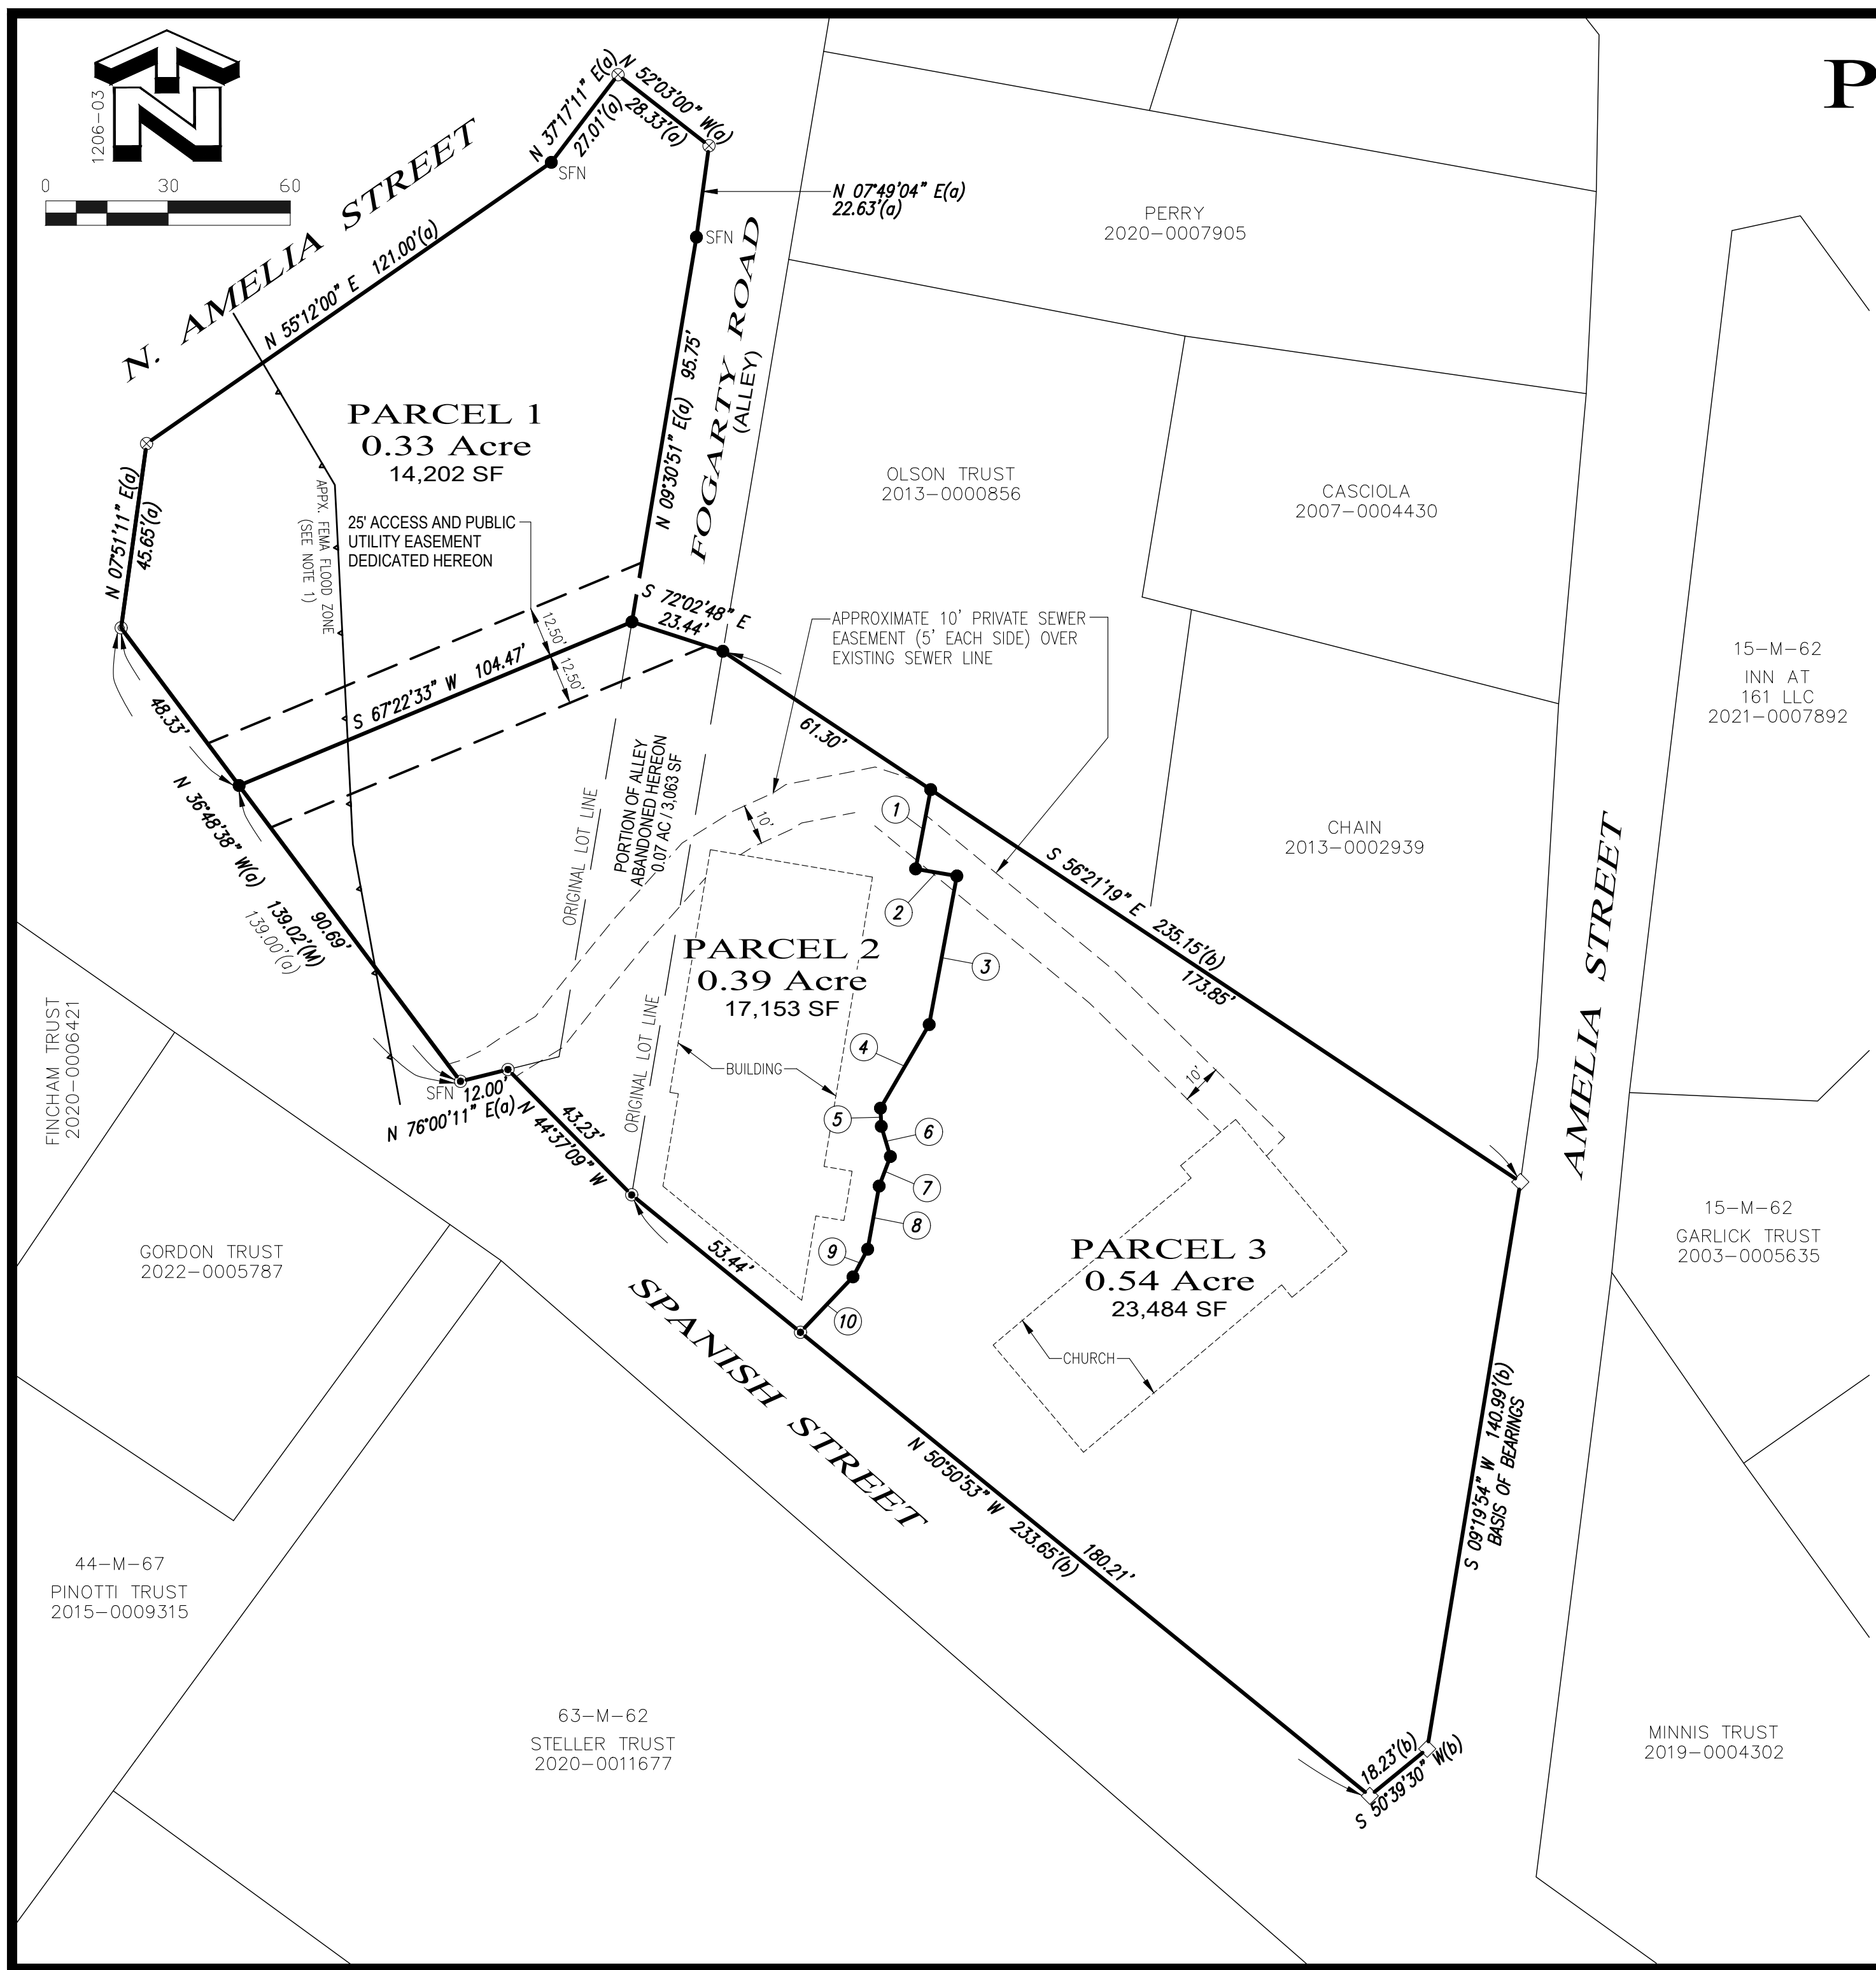 P
1206-03
0 30 60
N. AMELIA STREET
N 37°17'11" E(a)
27.01'(a)
N 52°03'00" W(a)
28.33'(a)
SFN
N 07°49'04" E(a)
22.63'(a)
SFN
N 55°12'00" E 121.00'(a)
FOGARTY ROAD
(ALLEY)
N 09°30'51" E(a) 95.75'
PERRY
2020-0007905
PARCEL 1
0.33 Acre
14,202 SF
N 07°51'11" E(a)
45.65'(a)
APPX. FEMA FLOOD ZONE
(SEE NOTE 1)
25' ACCESS AND PUBLIC
UTILITY EASEMENT
DEDICATED HEREON
12.50'
12.50'
OLSON TRUST
2013-0000856
CASCIOLA
2007-0004430
S 72°02'48" E
23.44'
S 67°22'33" W 104.47'
APPROXIMATE 10' PRIVATE SEWER
EASEMENT (5' EACH SIDE) OVER
EXISTING SEWER LINE
15-M-62
INN AT
161 LLC
2021-0007892
48.33'
61.30'
N 36°48'38" W(a)
90.69'
139.02'(M)
139.00'(a)
ORIGINAL LOT LINE
PORTION OF ALLEY
ABANDONED HEREON
0.07 AC / 3,063 SF
10'
1
2
3
4
5
6
7
8
9
10
CHAIN
2013-0002939
S 56°21'19" E 235.15'(b)
173.85'
AMELIA STREET
PARCEL 2
0.39 Acre
17,153 SF
BUILDING
ORIGINAL LOT LINE
FINCHAM TRUST
2020-0006421
SFN
12.00'
N 76°00'11" E(a)
43.23'
N 44°37'09" W
10'
53.44'
GORDON TRUST
2022-0005787
PARCEL 3
0.54 Acre
23,484 SF
CHURCH
15-M-62
GARLICK TRUST
2003-0005635
SPANISH STREET
N 50°50'53" W 233.65'(b)
180.21'
S 09°19'54" W 140.99'(b)
BASIS OF BEARINGS
44-M-67
PINOTTI TRUST
2015-0009315
63-M-62
STELLER TRUST
2020-0011677
18.23'(b)
S 50°39'30" W(b)
MINNIS TRUST
2019-0004302